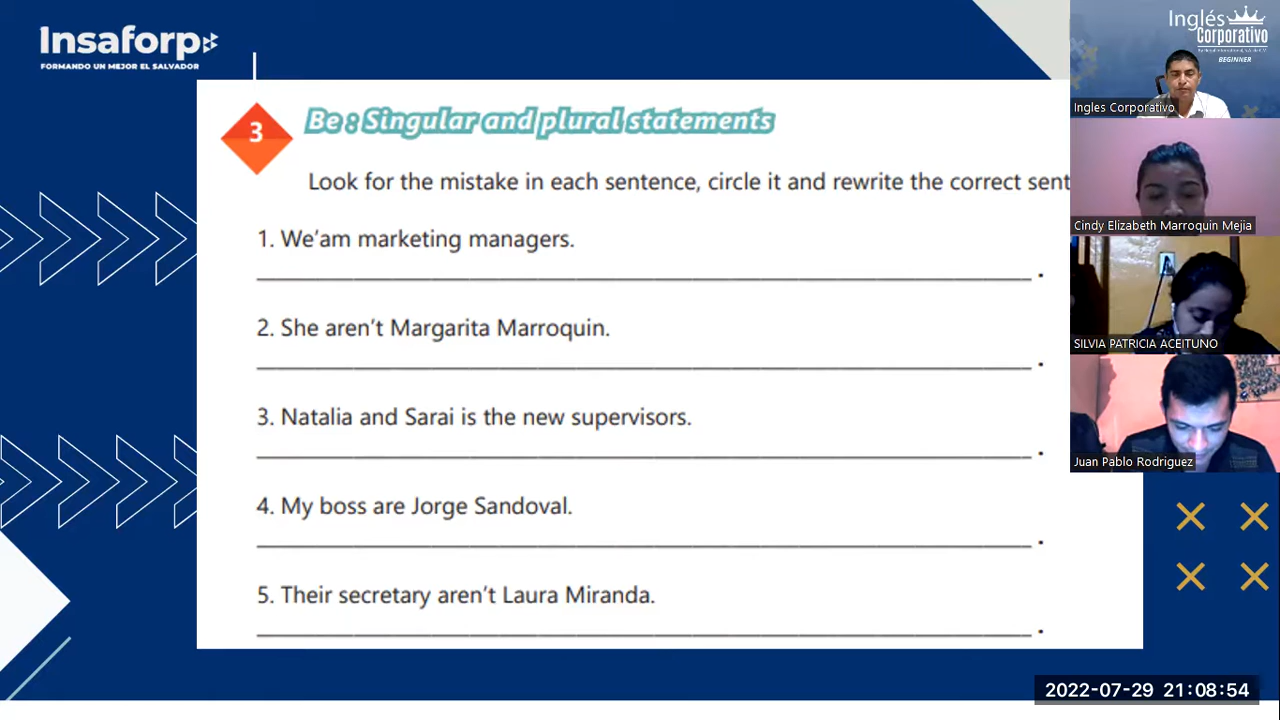 Insaforp
FORMANDO UN MEJOR EL SALVADOR
3
Be : Singular and plural statements
Look for the mistake in each sentence, circle it and rewrite the correct sent
1. We'am marketing managers.
2. She aren't Margarita Marroquin.
3. Natalia and Sarai is the new supervisors.
4. My boss are Jorge Sandoval.
5. Their secretary aren't Laura Miranda.
Inglés
Corporativo
BEGINNER
Ingles Corporativo
Cindy Elizabeth Marroquin Mejia
SILVIA PATRICIA ACEITUNO
Juan Pablo Rodriguez
2022-07-29 21:08:54